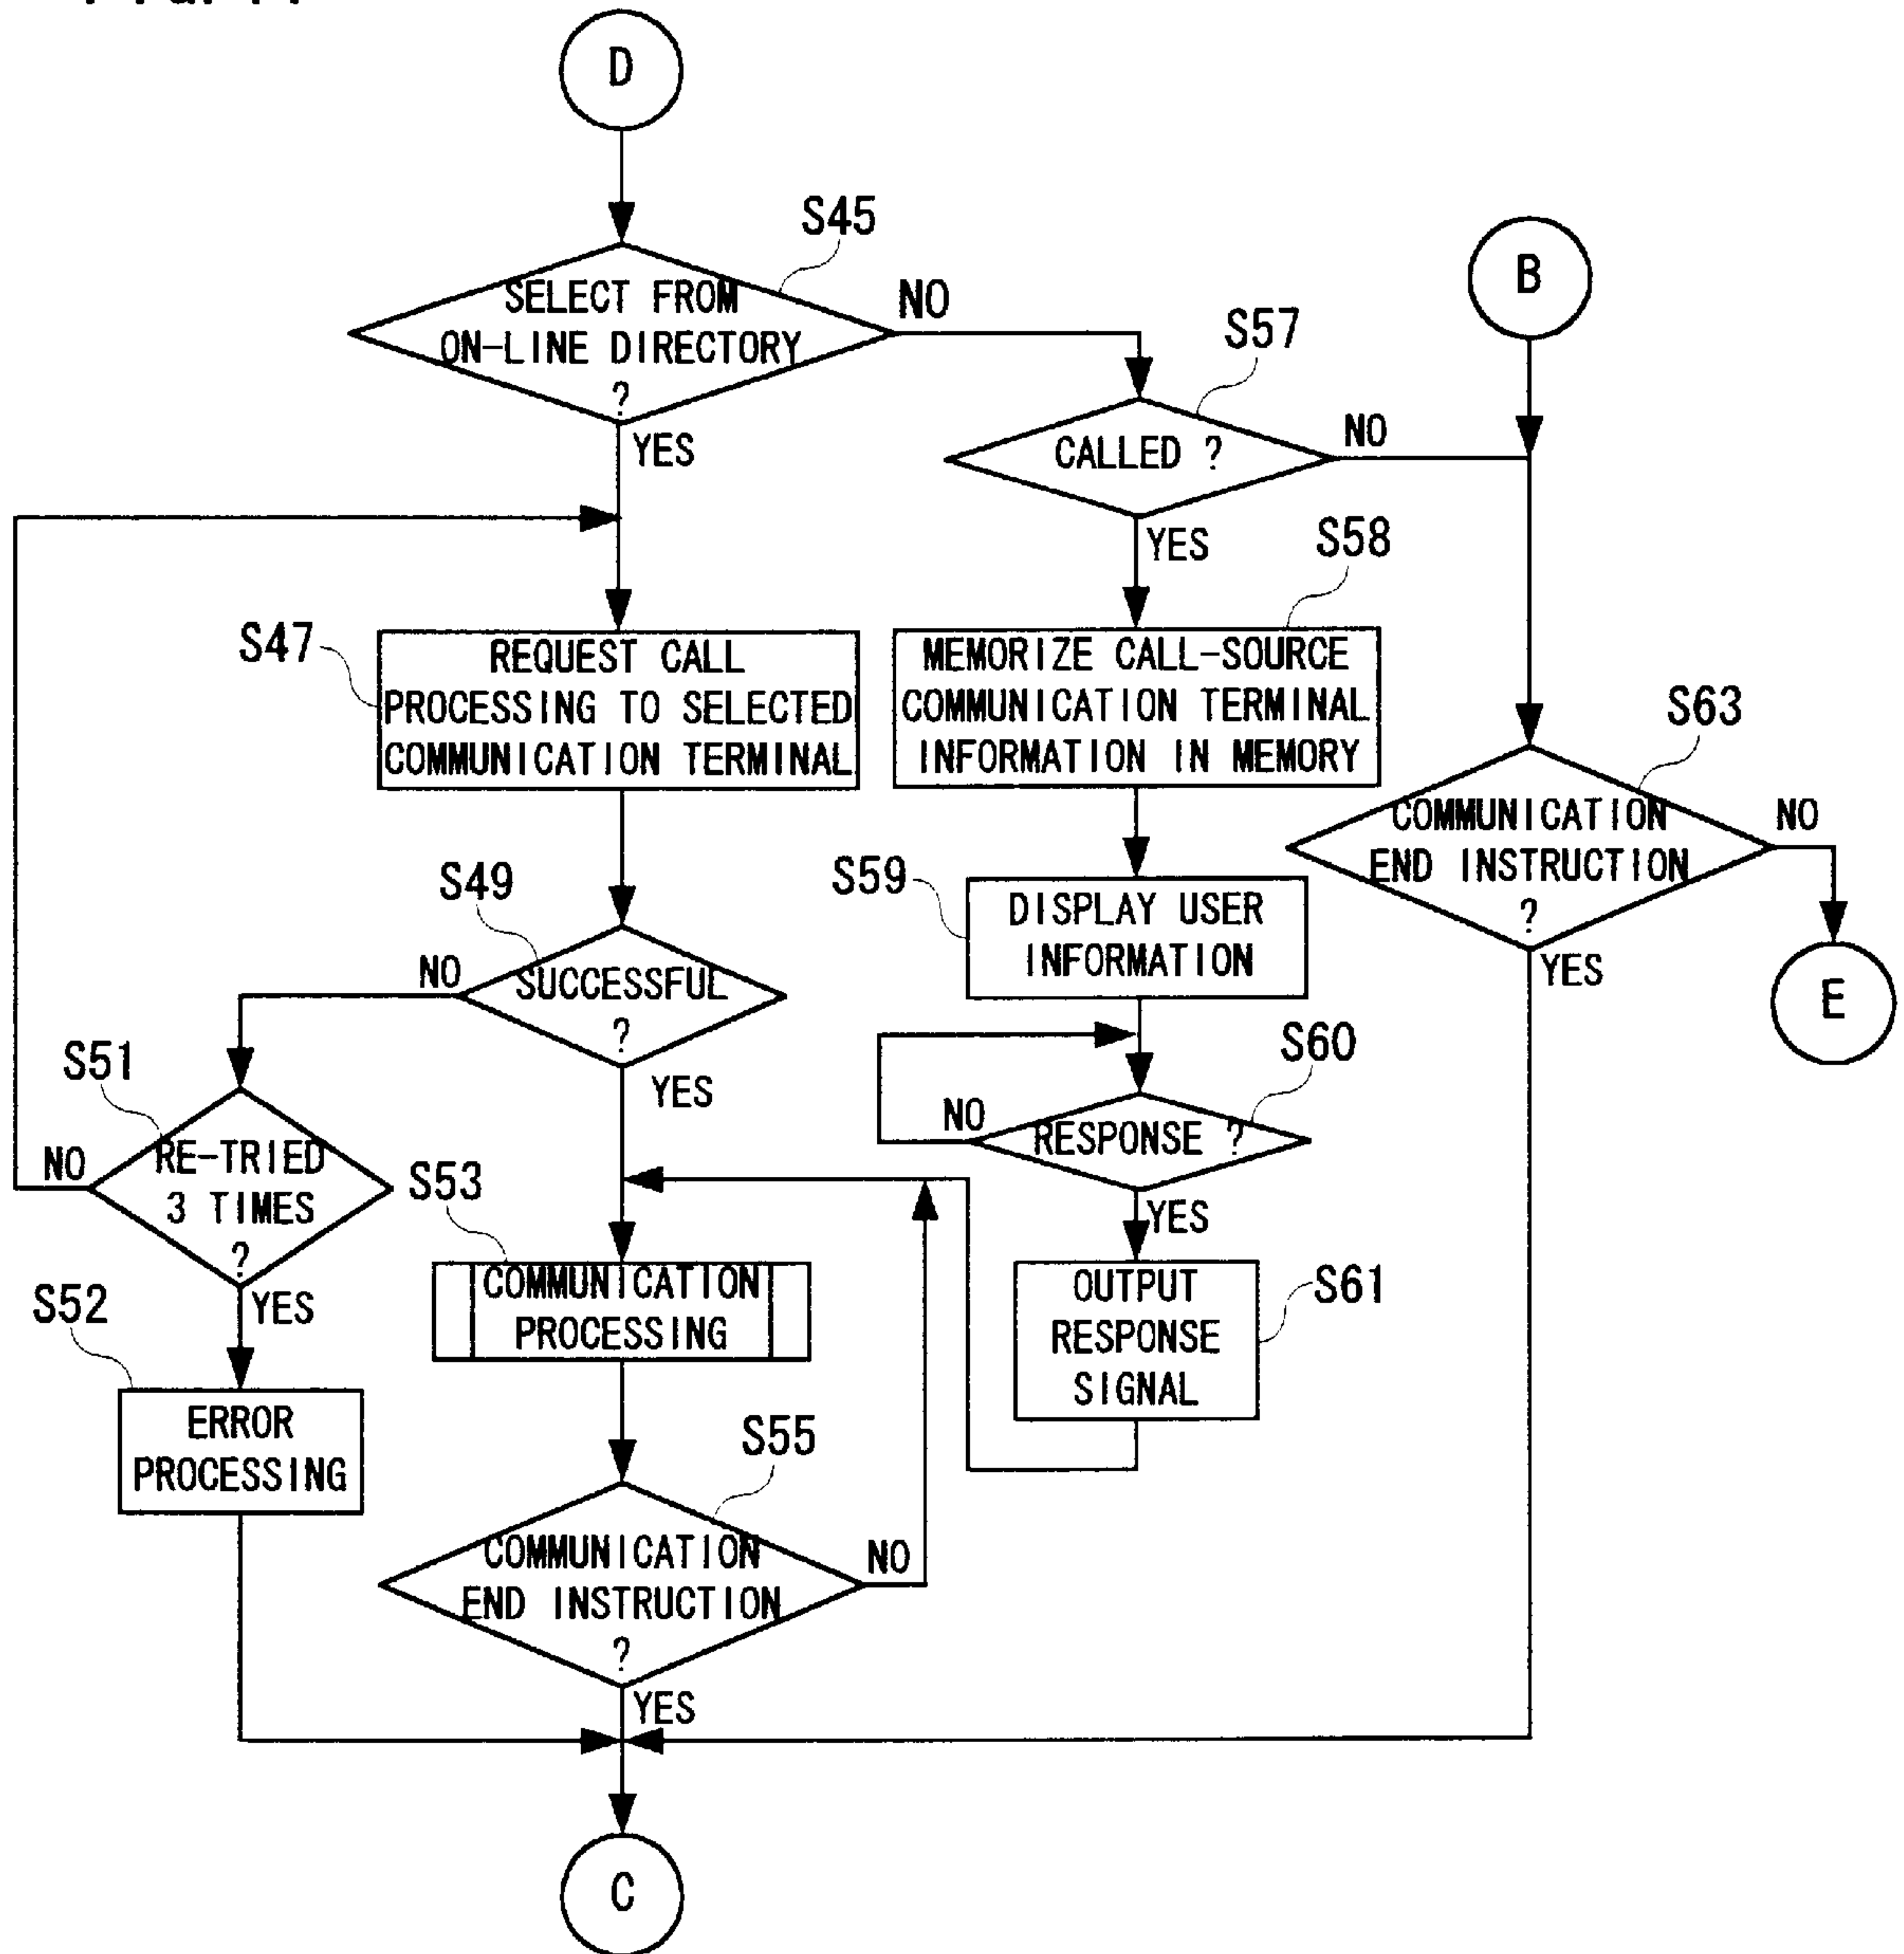 D
S45
SELECT FROM
ON-LINE DIRECTORY
?
NO
YES
B
S57
CALLED ?
NO
YES
S47
REQUEST CALL
PROCESSING TO SELECTED
COMMUNICATION TERMINAL
S58
MEMORIZE CALL-SOURCE
COMMUNICATION TERMINAL
INFORMATION IN MEMORY
S63
COMMUNICATION
END INSTRUCTION
?
NO
YES
E
S49
SUCCESSFUL
?
NO
YES
S59
DISPLAY USER
INFORMATION
S51
RE-TRIED
3 TIMES
?
NO
YES
S60
RESPONSE ?
NO
YES
S53
COMMUNICATION
PROCESSING
S61
OUTPUT
RESPONSE
SIGNAL
S52
ERROR
PROCESSING
S55
COMMUNICATION
END INSTRUCTION
?
NO
YES
C